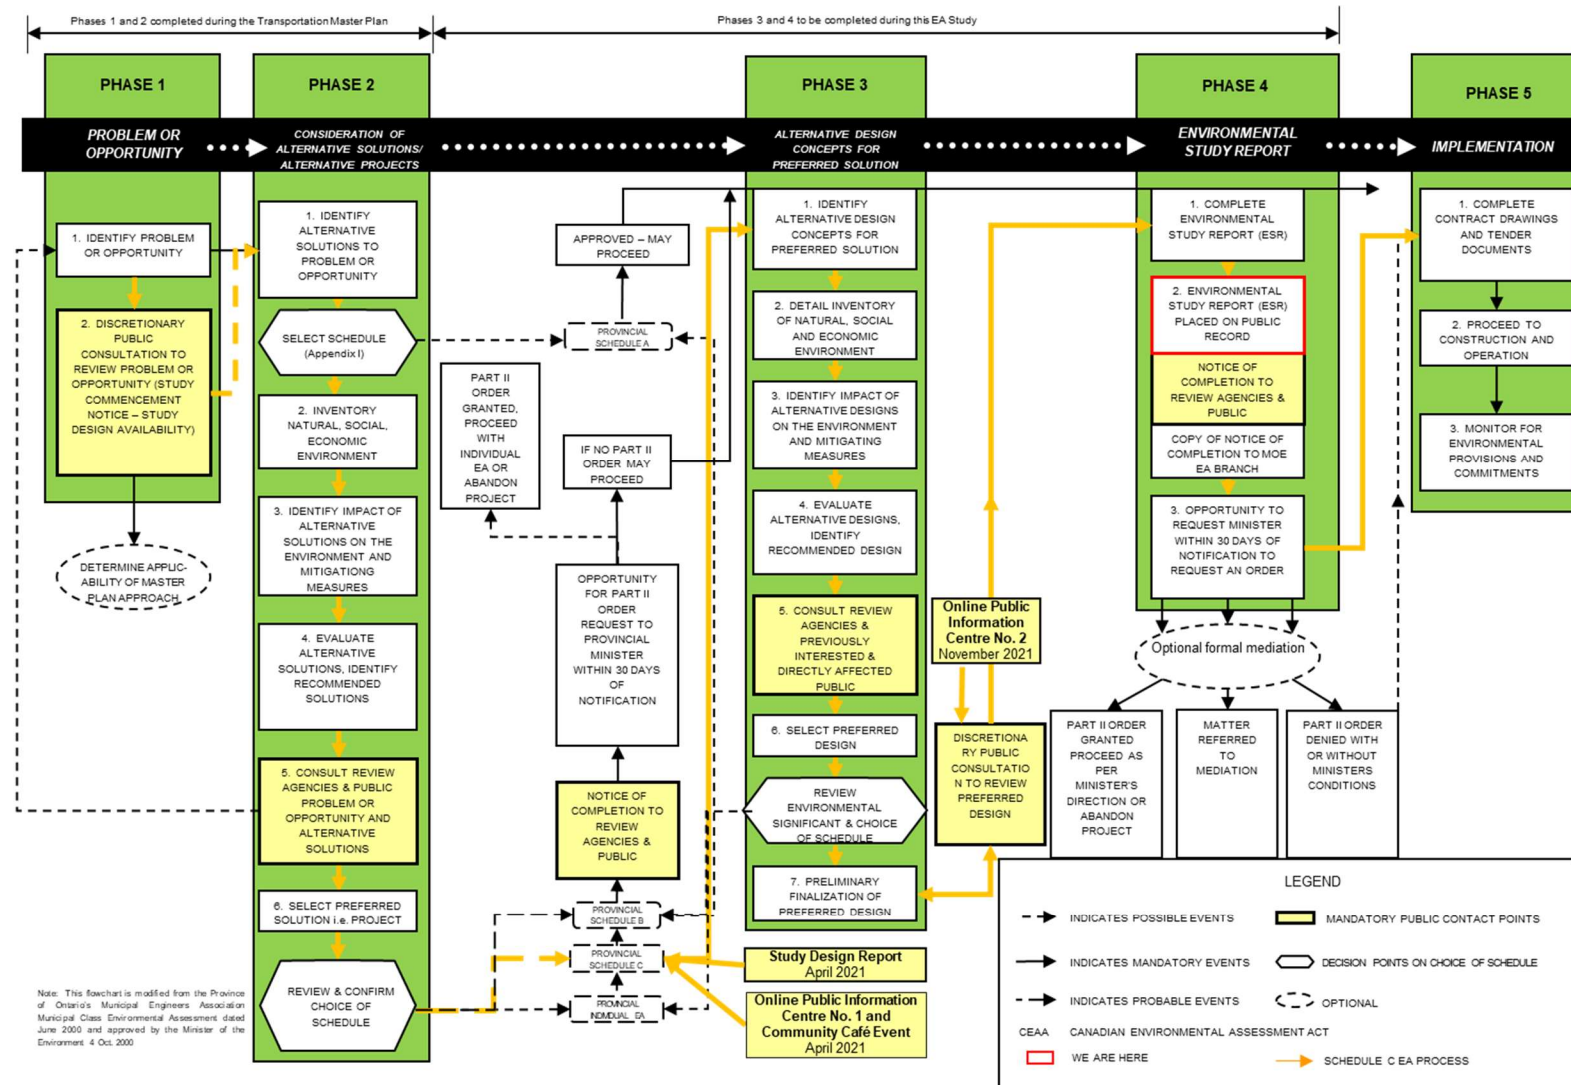 Phases 1 and 2 completed during the Transportation Master Plan
Phases 3 and 4 to be completed during this EA Study
PHASE 1
PROBLEM OR
OPPORTUNITY
1. IDENTIFY PROBLEM
OR OPPORTUNITY
2. DISCRETIONARY
PUBLIC
CONSULTATION TO
REVIEW PROBLEM OR
OPPORTUNITY (STUDY
COMMENCEMENT
NOTICE – STUDY
DESIGN AVAILABILITY)
DETERMINE APPLIC-
ABILITY OF MASTER
PLAN APPROACH
PHASE 2
CONSIDERATION OF
ALTERNATIVE SOLUTIONS/
ALTERNATIVE PROJECTS
1. IDENTIFY
ALTERNATIVE
SOLUTIONS TO
PROBLEM OR
OPPORTUNITY
SELECT SCHEDULE
(Appendix I)
2. INVENTORY
NATURAL, SOCIAL,
ECONOMIC
ENVIRONMENT
3. IDENTIFY IMPACT OF
ALTERNATIVE
SOLUTIONS ON THE
ENVIRONMENT AND
MITIGATIONG
MEASURES
4. EVALUATE
ALTERNATIVE
SOLUTIONS, IDENTIFY
RECOMMENDED
SOLUTIONS
5. CONSULT REVIEW
AGENCIES & PUBLIC
PROBLEM OR
OPPORTUNITY AND
ALTERNATIVE
SOLUTIONS
6. SELECT PREFERRED
SOLUTION i.e. PROJECT
REVIEW & CONFIRM
CHOICE OF
SCHEDULE
APPROVED – MAY
PROCEED
PROVINCIAL
SCHEDULE A
PART II
ORDER
GRANTED,
PROCEED
WITH
INDIVIDUAL
EA OR
ABANDON
PROJECT
IF NO PART II
ORDER MAY
PROCEED
OPPORTUNITY
FOR PART II
ORDER
REQUEST TO
PROVINCIAL
MINISTER
WITHIN 30 DAYS
OF
NOTIFICATION
NOTICE OF
COMPLETION TO
REVIEW
AGENCIES &
PUBLIC
PROVINCIAL
SCHEDULE B
PROVINCIAL
SCHEDULE C
PROVINCIAL
INDIVIDUAL EA
PHASE 3
ALTERNATIVE DESIGN
CONCEPTS FOR
PREFERRED SOLUTION
1. IDENTIFY
ALTERNATIVE DESIGN
CONCEPTS FOR
PREFERRED SOLUTION
2. DETAIL INVENTORY
OF NATURAL, SOCIAL
AND ECONOMIC
ENVIRONMENT
3. IDENTIFY IMPACT OF
ALTERNATIVE DESIGNS
ON THE ENVIRONMENT
AND MITIGATING
MEASURES
4. EVALUATE
ALTERNATIVE DESIGNS,
IDENTIFY
RECOMMENDED DESIGN
5. CONSULT REVIEW
AGENCIES &
PREVIOUSLY
INTERESTED &
DIRECTLY AFFECTED
PUBLIC
6. SELECT PREFERRED
DESIGN
REVIEW
ENVIRONMENTAL
SIGNIFICANT & CHOICE
OF SCHEDULE
7. PRELIMINARY
FINALIZATION OF
PREFERRED DESIGN
Study Design Report
April 2021
Online Public Information
Centre No. 1 and
Community Café Event
April 2021
Online Public
Information
Centre No. 2
November 2021
DISCRETIONA
RY PUBLIC
CONSULTATIO
N TO REVIEW
PREFERRED
DESIGN
PHASE 4
ENVIRONMENTAL
STUDY REPORT
1. COMPLETE
ENVIRONMENTAL
STUDY REPORT (ESR)
2. ENVIRONMENTAL
STUDY REPORT (ESR)
PLACED ON PUBLIC
RECORD
NOTICE OF
COMPLETION TO
REVIEW AGENCIES &
PUBLIC
COPY OF NOTICE OF
COMPLETION TO MOE
EA BRANCH
3. OPPORTUNITY TO
REQUEST MINISTER
WITHIN 30 DAYS OF
NOTIFICATION TO
REQUEST AN ORDER
Optional formal mediation
PART II ORDER
GRANTED
PROCEED AS
PER
MINISTER'S
DIRECTION OR
ABANDON
PROJECT
MATTER
REFERRED
TO
MEDIATION
PART II ORDER
DENIED WITH
OR WITHOUT
MINISTERS
CONDITIONS
PHASE 5
IMPLEMENTATION
1. COMPLETE
CONTRACT DRAWINGS
AND TENDER
DOCUMENTS
2. PROCEED TO
CONSTRUCTION AND
OPERATION
3. MONITOR FOR
ENVIRONMENTAL
PROVISIONS AND
COMMITMENTS
LEGEND
INDICATES POSSIBLE EVENTS
MANDATORY PUBLIC CONTACT POINTS
INDICATES MANDATORY EVENTS
DECISION POINTS ON CHOICE OF SCHEDULE
INDICATES PROBABLE EVENTS
OPTIONAL
CEAA CANADIAN ENVIRONMENTAL ASSESSMENT ACT
WE ARE HERE
SCHEDULE C EA PROCESS
Note: This flowchart is modified from the Province
of Ontario's Municipal Engineers Association
Municipal Class Environmental Assessment dated
June 2000 and approved by the Minister of the
Environment 4 Oct. 2000